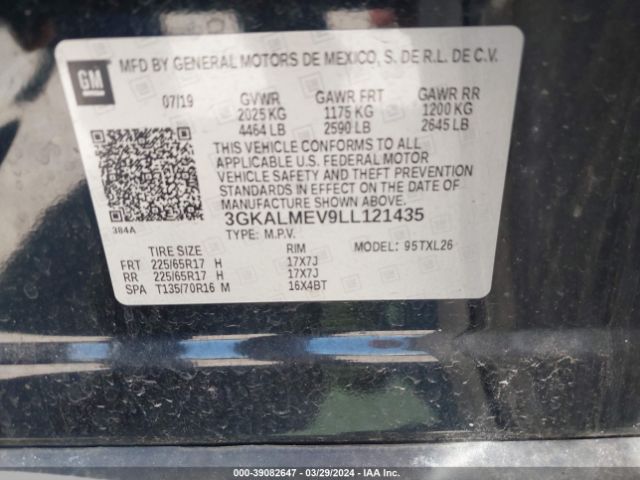 GM
MFD BY GENERAL MOTORS DE MEXICO, S. DE R.L. DE C.V.
07/19 GVWR GAWR FRT GAWR RR
2025 KG 1175 KG 1200 KG
4464 LB 2590 LB 2645 LB
THIS VEHICLE CONFORMS TO ALL
APPLICABLE U.S. FEDERAL MOTOR
VEHICLE SAFETY AND THEFT PREVENTION
STANDARDS IN EFFECT ON THE DATE OF
MANUFACTURE SHOWN ABOVE.
384A
3GKALMEV9LL121435
TYPE: M.P.V. MODEL: 95TXL26
TIRE SIZE RIM
FRT 225/65R17 H 17X7J
RR 225/65R17 H 17X7J
SPA T135/70R16 M 16X4BT
000-39082647 | 03/29/2024 | IAA Inc.